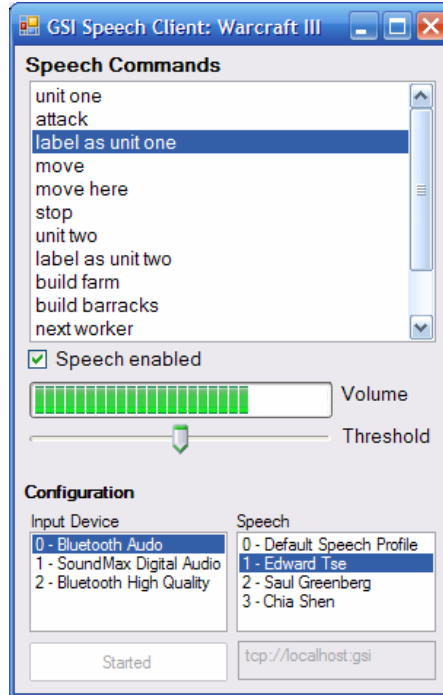 GSI Speech Client: Warcraft III
Speech Commands
unit one
attack
label as unit one
move
move here
stop
unit two
label as unit two
build farm
build barracks
next worker
Speech enabled
Volume
Threshold
Configuration
Input Device
0 - Bluetooth Audo
1 - SoundMax Digital Audio
2 - Bluetooth High Quality
Speech
0 - Default Speech Profile
1 - Edward Tse
2 - Saul Greenberg
3 - Chia Shen
Started
tcp://localhost:gsi